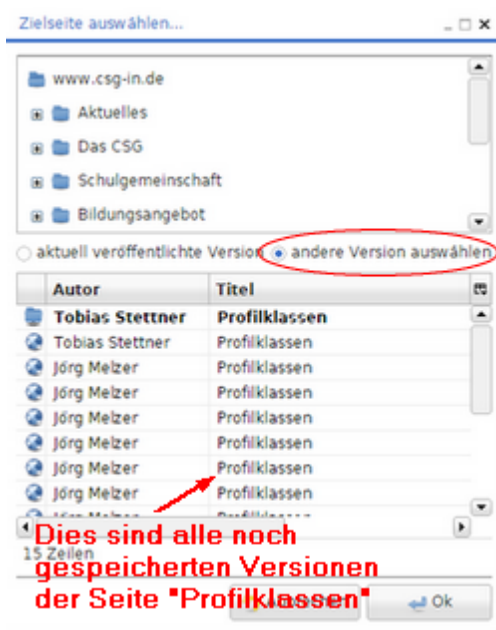 Zielseite auswählen...
www.csg-in.de
Aktuelles
Das CSG
Schulgemeinschaft
Bildungsangebot
aktuell veröffentlichte Version andere Version auswählen
Autor Titel
Tobias Stettner Profilklassen
Tobias Stettner Profilklassen
Jörg Melzer Profilklassen
Jörg Melzer Profilklassen
Jörg Melzer Profilklassen
Jörg Melzer Profilklassen
Jörg Melzer Profilklassen
Jörg Melzer Profilklassen
Dies sind alle noch
15 Zeilen
gespeicherten Versionen
der Seite "Profilklassen"
Ok